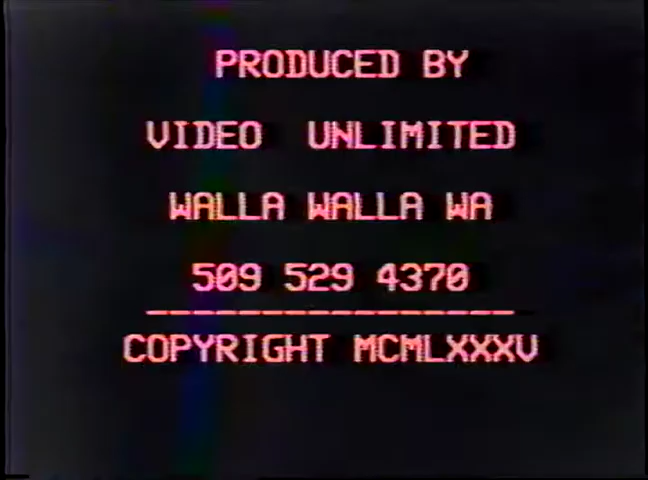 PRODUCED BY
VIDEO UNLIMITED
WALLA WALLA WA
509 529 4370
----------------
COPYRIGHT MCMLXXXV